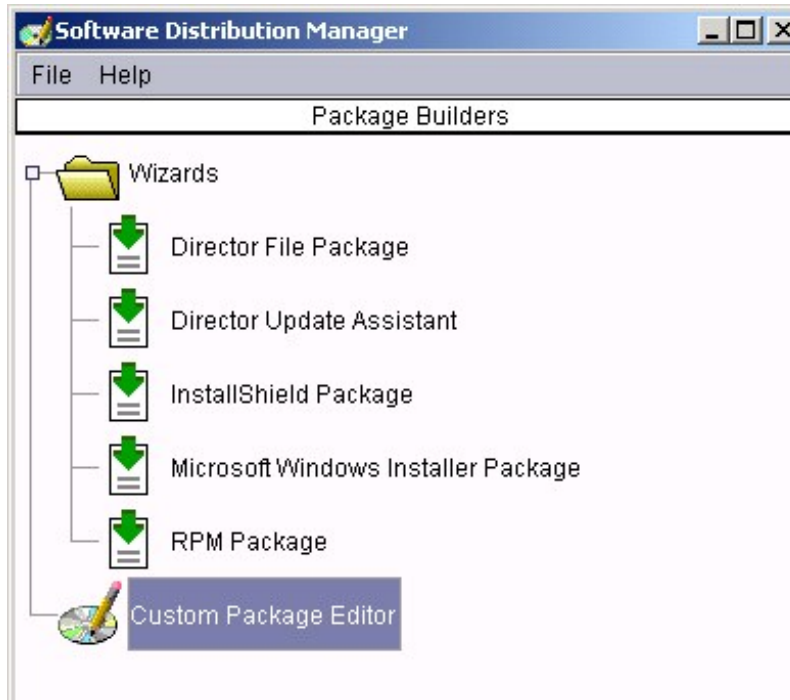 Software Distribution Manager
File Help
Package Builders
Wizards
Director File Package
Director Update Assistant
InstallShield Package
Microsoft Windows Installer Package
RPM Package
Custom Package Editor